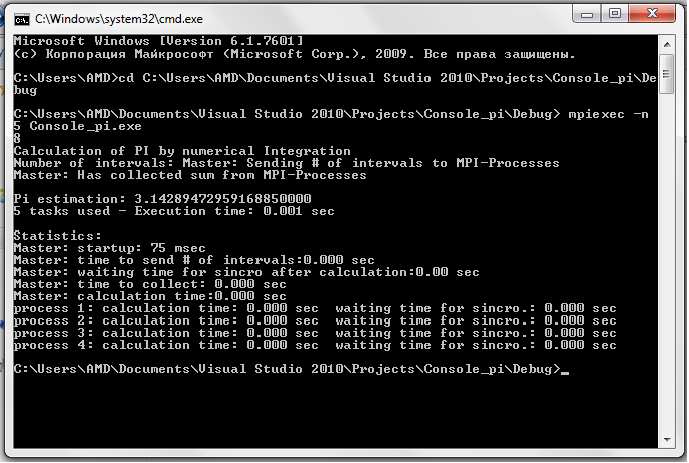 C:\Windows\system32\cmd.exe
Microsoft Windows [Version 6.1.7601]
(c) Корпорация Майкрософт (Microsoft Corp.), 2009. Все права защищены.
C:\Users\AMD>cd C:\Users\AMD\Documents\Visual Studio 2010\Projects\Console_pi\De
bug
C:\Users\AMD\Documents\Visual Studio 2010\Projects\Console_pi\Debug> mpiexec -n
5 Console_pi.exe
8
Calculation of PI by numerical Integration
Number of intervals: Master: Sending # of intervals to MPI-Processes
Master: Has collected sum from MPI-Processes
Pi estimation: 3.14289472959168850000
5 tasks used - Execution time: 0.001 sec
Statistics:
Master: startup: 75 msec
Master: time to send # of intervals:0.000 sec
Master: waiting time for sincro after calculation:0.00 sec
Master: time to collect: 0.000 sec
Master: calculation time:0.000 sec
process 1: calculation time: 0.000 sec  waiting time for sincro.: 0.000 sec
process 2: calculation time: 0.000 sec  waiting time for sincro.: 0.000 sec
process 3: calculation time: 0.000 sec  waiting time for sincro.: 0.000 sec
process 4: calculation time: 0.000 sec  waiting time for sincro.: 0.000 sec
C:\Users\AMD\Documents\Visual Studio 2010\Projects\Console_pi\Debug>_